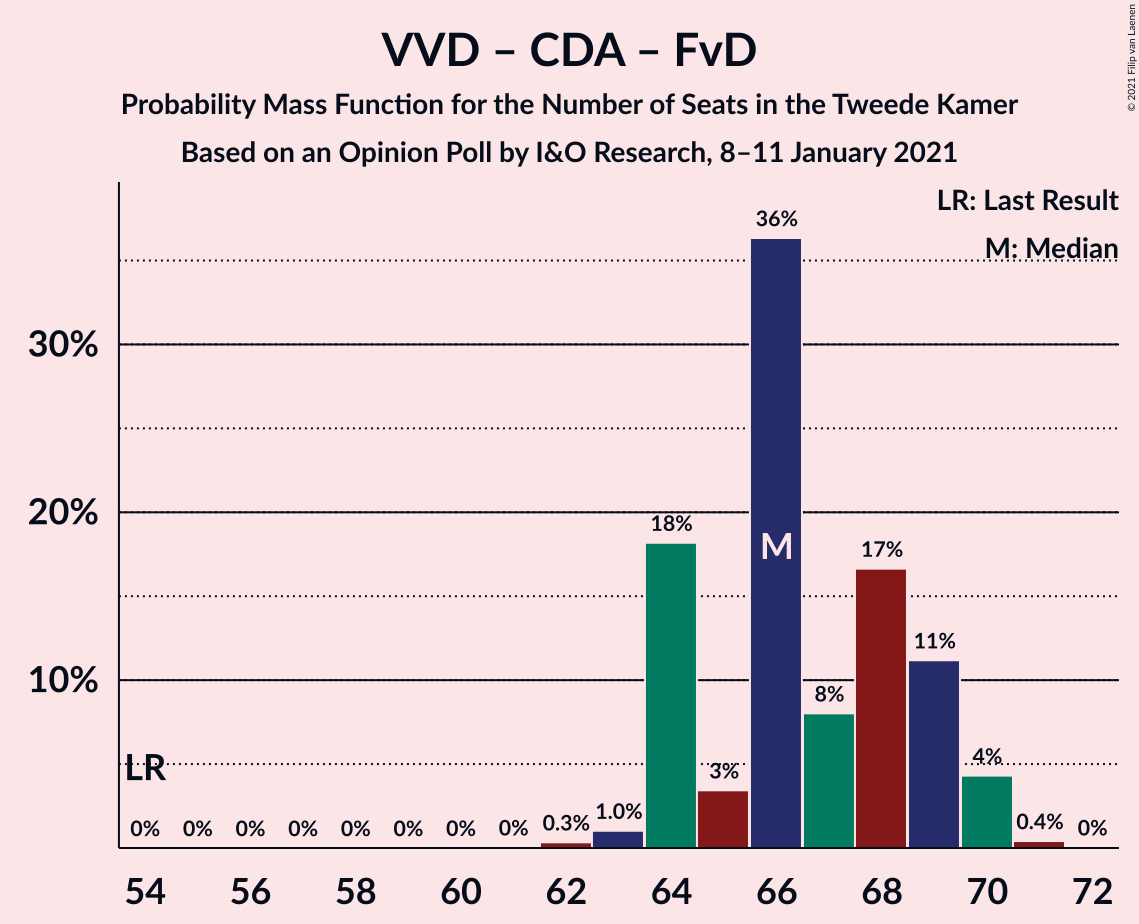 VVD – CDA – FvD
Probability Mass Function for the Number of Seats in the Tweede Kamer
Based on an Opinion Poll by I&O Research, 8–11 January 2021
© 2021 Filip van Laenen
LR: Last Result
M: Median
36%
30%
20%
18%
M
17%
11%
10%
8%
LR
3%
4%
0% 0% 0% 0% 0% 0% 0% 0% 0.3% 1.0% 0.4% 0%
54 56 58 60 62 64 66 68 70 72